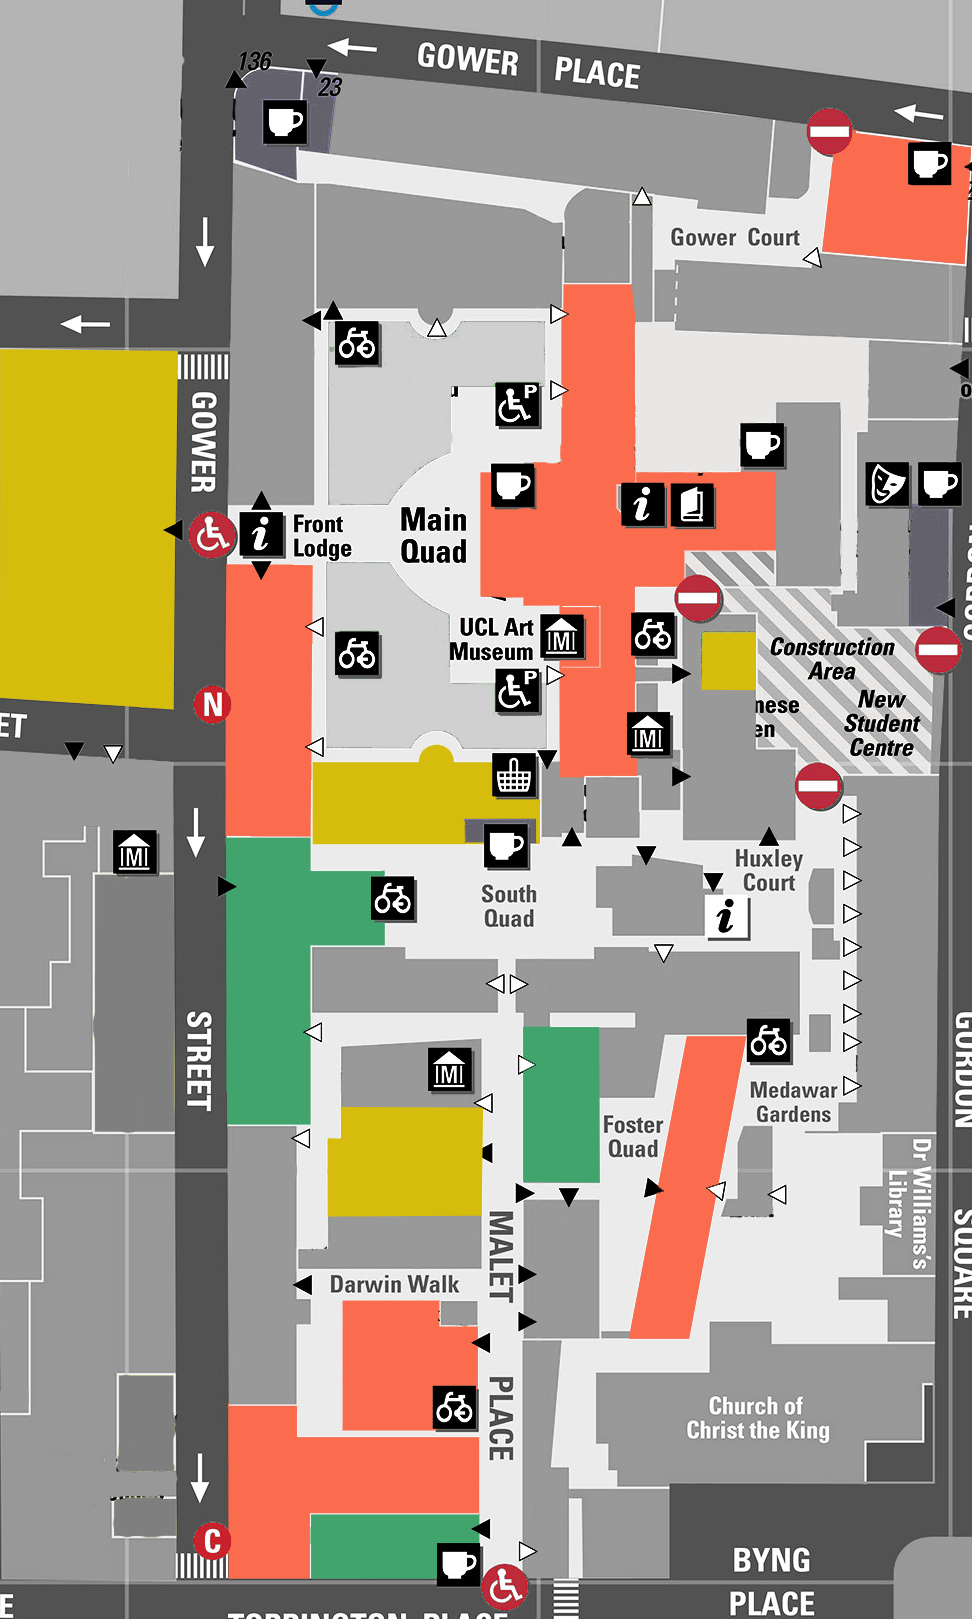 136
23
GOWER PLACE
Gower Court
GOWER
Front
Lodge
Main
Quad
P
UCL Art
Museum
P
Construction
Area
New
Student
Centre
nese
en
N
ET
South
Quad
Huxley
Court
STREET
GORDON
Medawar
Gardens
Foster
Quad
Dr Williams's
Library
SQUARE
MALET
Darwin Walk
PLACE
Church of
Christ the King
C
BYNG
PLACE
TORRINGTON PLACE
E